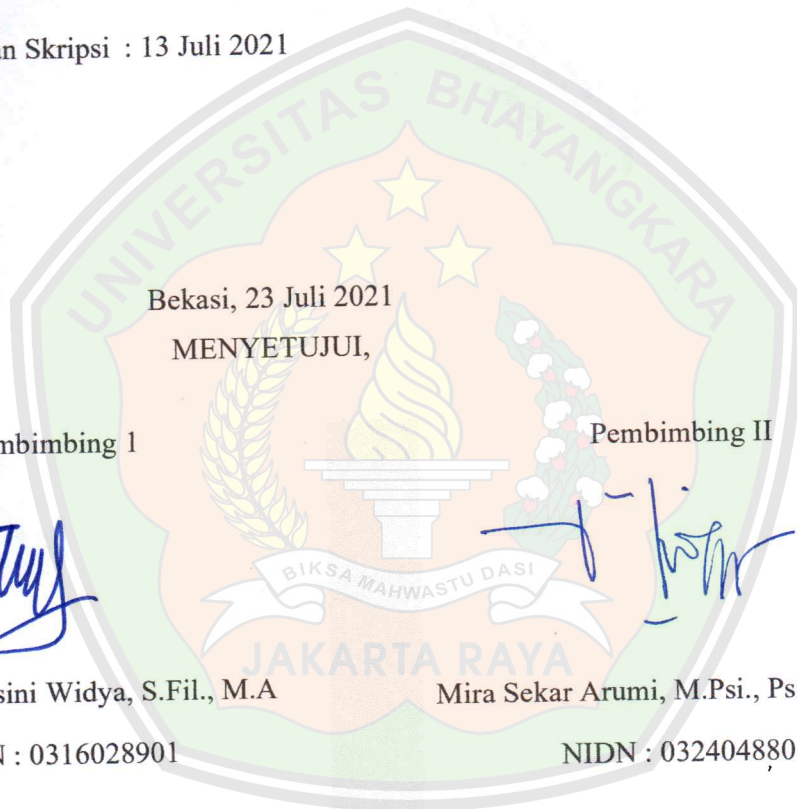 an Skripsi : 13 Juli 2021
UNIVERSITAS BHAYANGKARA
Bekasi, 23 Juli 2021
MENYETUJUI,
mbimbing 1
Pembimbing II
BIKSA MAHWASTU DASI
JAKARTA RAYA
sini Widya, S.Fil., M.A
Mira Sekar Arumi, M.Psi., Ps
N : 0316028901
NIDN : 032404880